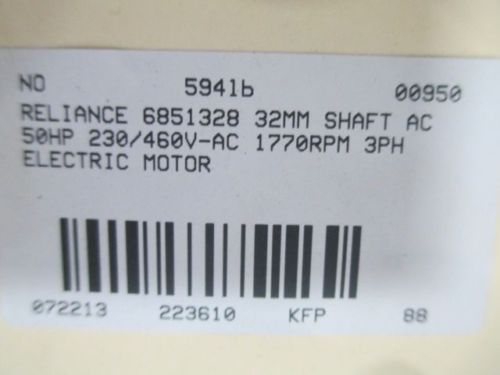 NO 5941b 00950
RELIANCE 6851328 32MM SHAFT AC
50HP 230/460V-AC 1770RPM 3PH
ELECTRIC MOTOR
072213 223610 KFP 88